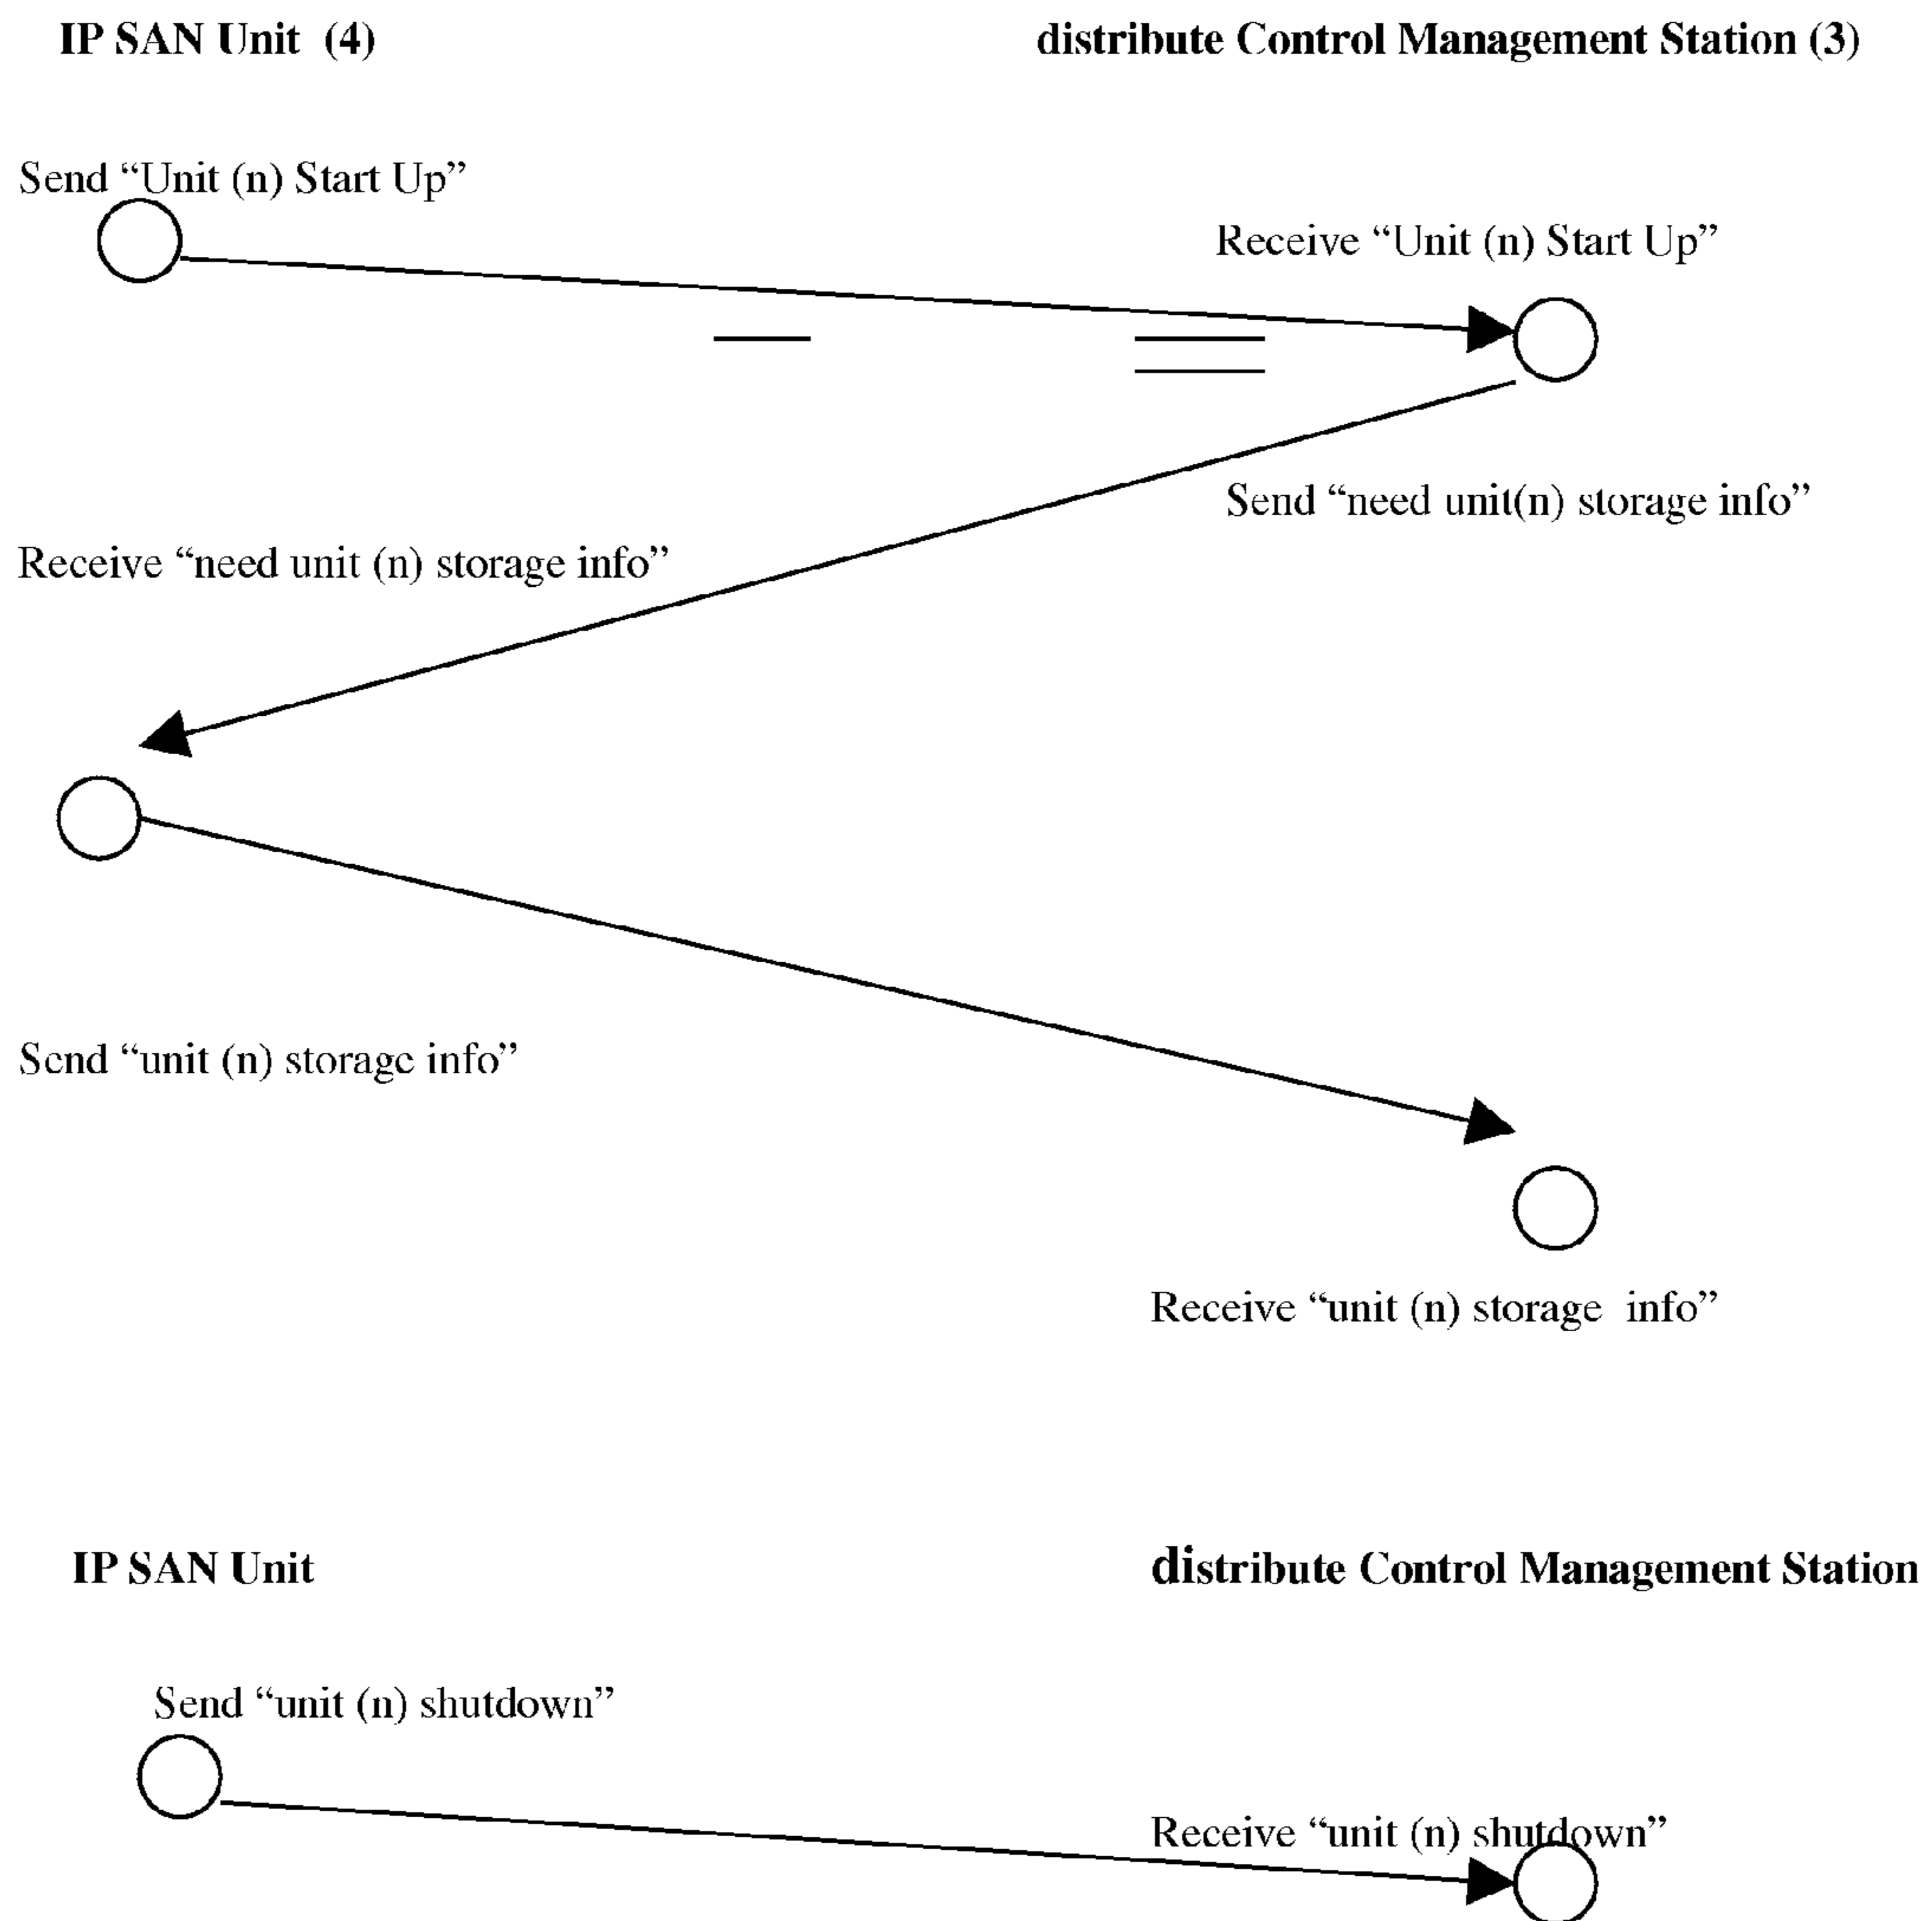 IP SAN Unit (4)
distribute Control Management Station (3)
Send “Unit (n) Start Up”
Receive “Unit (n) Start Up”
Send “need unit(n) storage info”
Receive “need unit (n) storage info”
Send “unit (n) storage info”
Receive “unit (n) storage info”
IP SAN Unit
distribute Control Management Station
Send “unit (n) shutdown”
Receive “unit (n) shutdown”